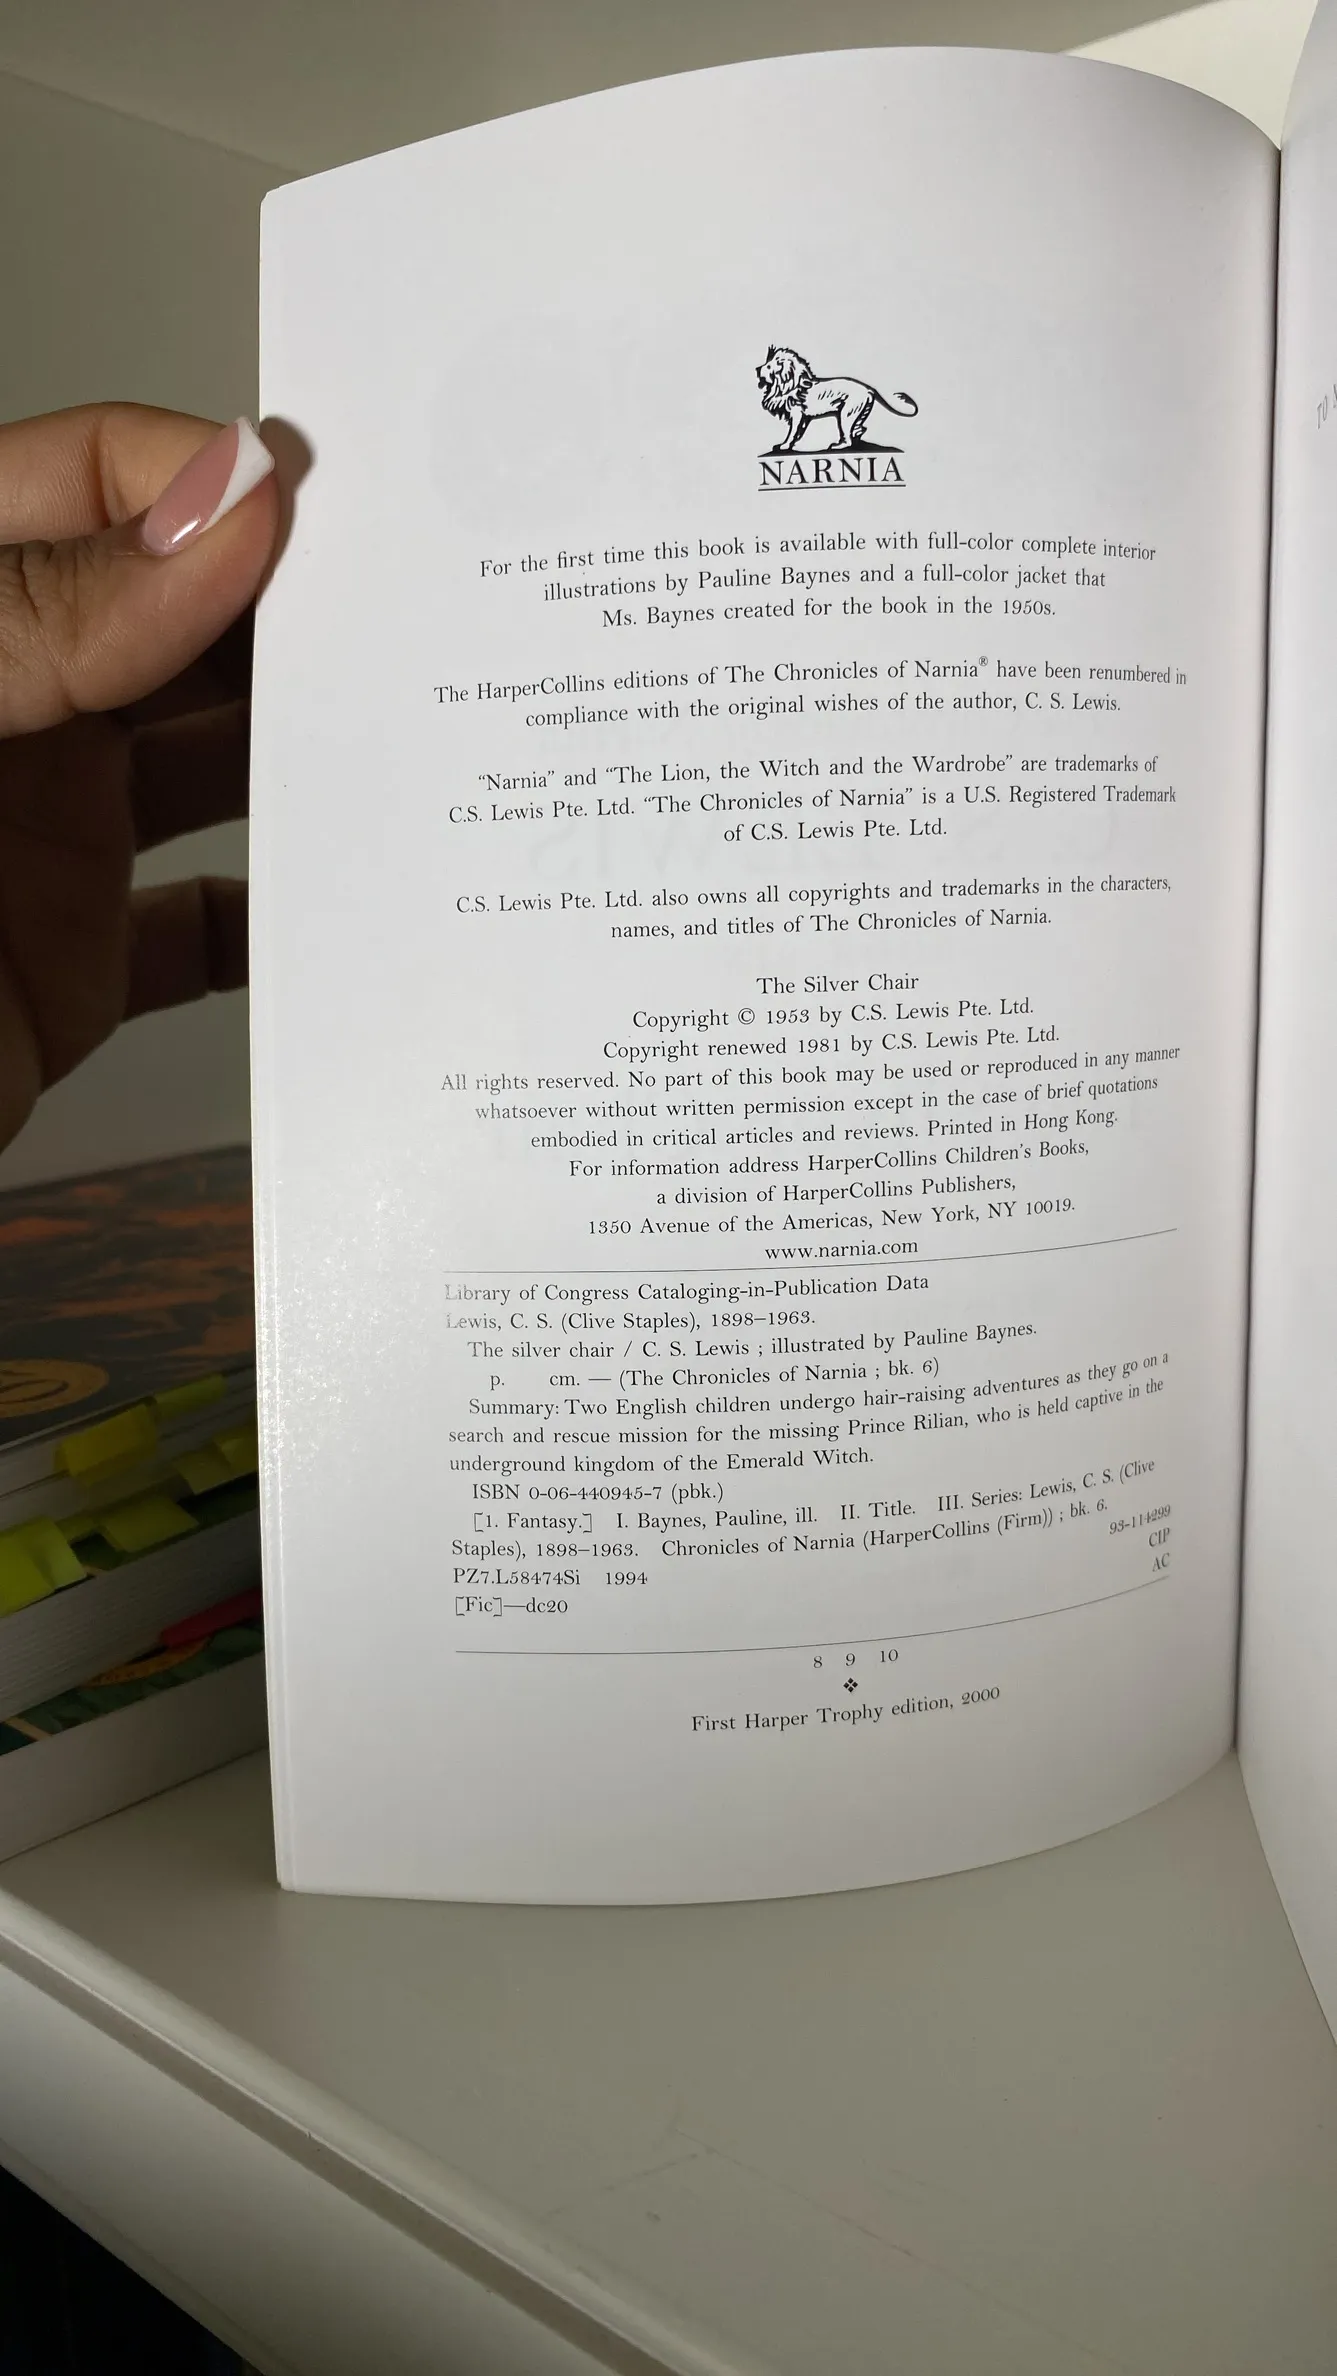 NARNIA
For the first time this book is available with full-color complete interior
illustrations by Pauline Baynes and a full-color jacket that
Ms. Baynes created for the book in the 1950s.
The HarperCollins editions of The Chronicles of Narnia® have been renumbered in
compliance with the original wishes of the author, C. S. Lewis.
“Narnia” and “The Lion, the Witch and the Wardrobe” are trademarks of
C.S. Lewis Pte. Ltd. “The Chronicles of Narnia” is a U.S. Registered Trademark
of C.S. Lewis Pte. Ltd.
C.S. Lewis Pte. Ltd. also owns all copyrights and trademarks in the characters,
names, and titles of The Chronicles of Narnia.
The Silver Chair
Copyright © 1953 by C.S. Lewis Pte. Ltd.
Copyright renewed 1981 by C.S. Lewis Pte. Ltd.
All rights reserved. No part of this book may be used or reproduced in any manner
whatsoever without written permission except in the case of brief quotations
embodied in critical articles and reviews. Printed in Hong Kong.
For information address HarperCollins Children's Books,
a division of HarperCollins Publishers,
1350 Avenue of the Americas, New York, NY 10019.
www.narnia.com
Library of Congress Cataloging-in-Publication Data
Lewis, C. S. (Clive Staples), 1898–1963.
The silver chair / C. S. Lewis ; illustrated by Pauline Baynes.
p. cm. — (The Chronicles of Narnia ; bk. 6)
Summary: Two English children undergo hair-raising adventures as they go on a
search and rescue mission for the missing Prince Rilian, who is held captive in the
underground kingdom of the Emerald Witch.
ISBN 0-06-440945-7 (pbk.)
[1. Fantasy.] I. Baynes, Pauline, ill. II. Title. III. Series: Lewis, C. S. (Clive
Staples), 1898–1963. Chronicles of Narnia (HarperCollins (Firm)) ; bk. 6.
PZ7.L58474Si 1994 93-114299
[Fic]—dc20 CIP
AC
8 9 10
❖
First Harper Trophy edition, 2000
TO